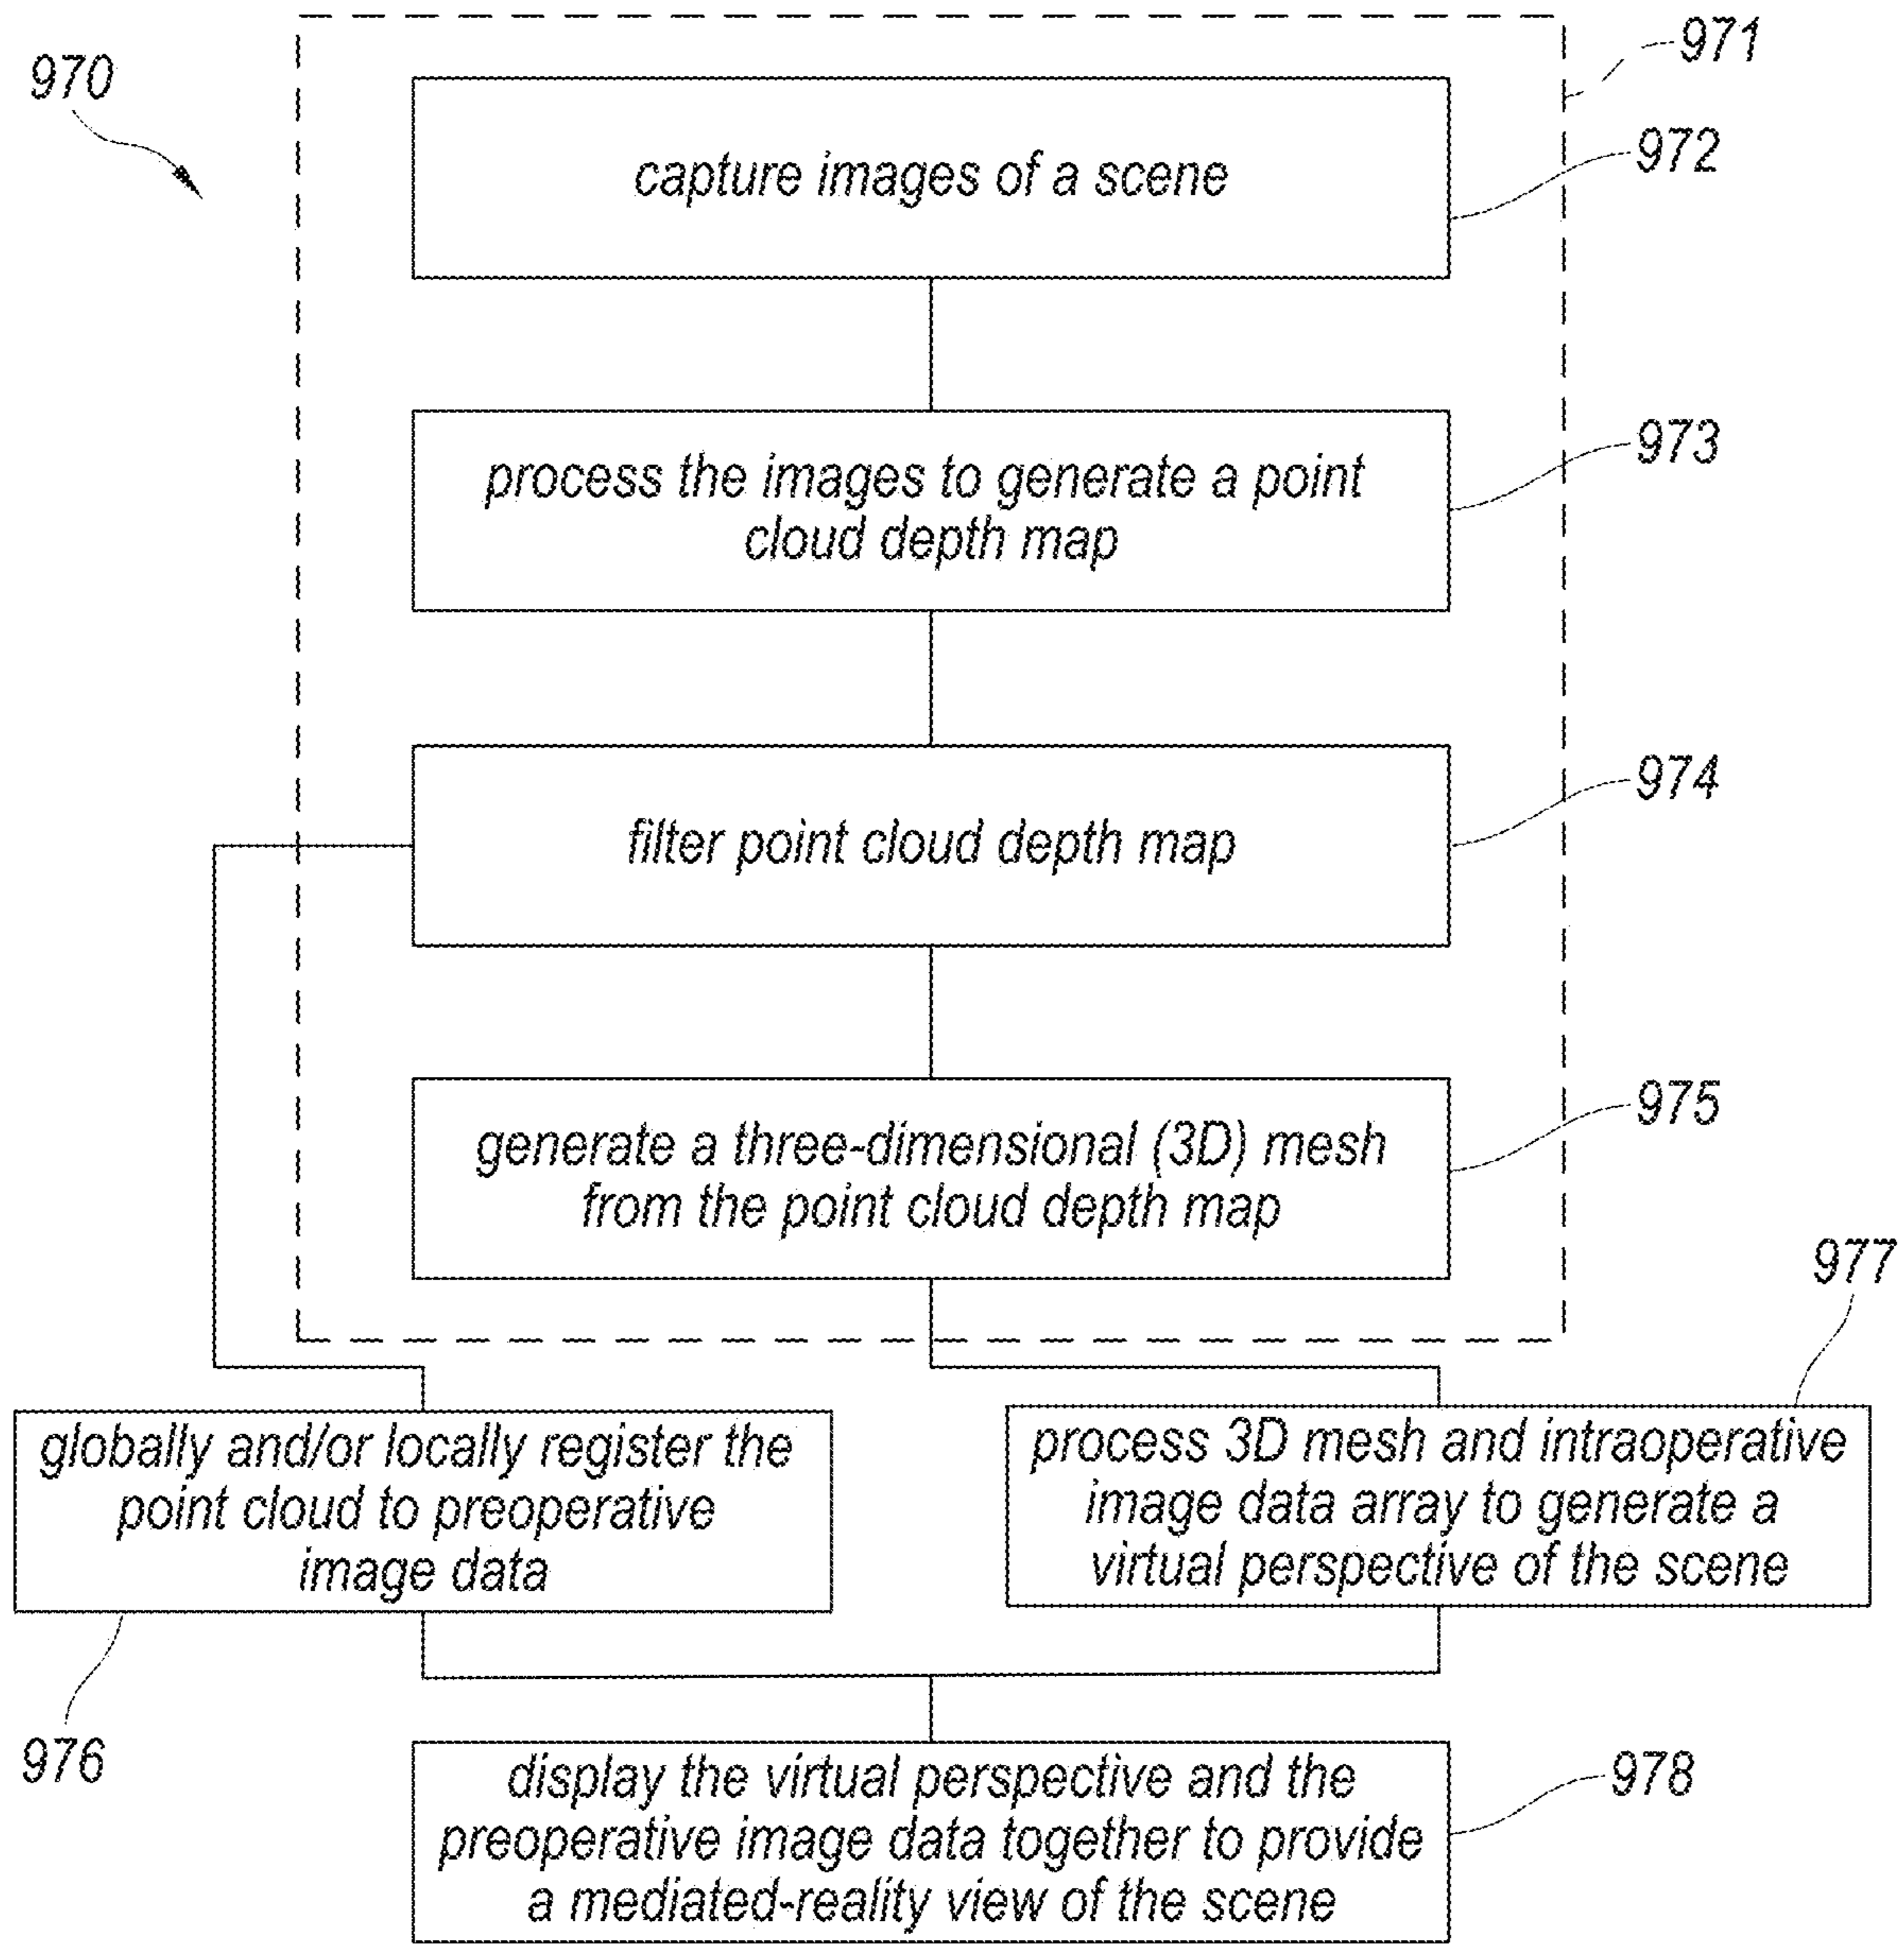 970
971
capture images of a scene
972
process the images to generate a point
cloud depth map
973
filter point cloud depth map
974
generate a three-dimensional (3D) mesh
from the point cloud depth map
975
globally and/or locally register the
point cloud to preoperative
image data
976
process 3D mesh and intraoperative
image data array to generate a
virtual perspective of the scene
977
display the virtual perspective and the
preoperative image data together to provide
a mediated-reality view of the scene
978